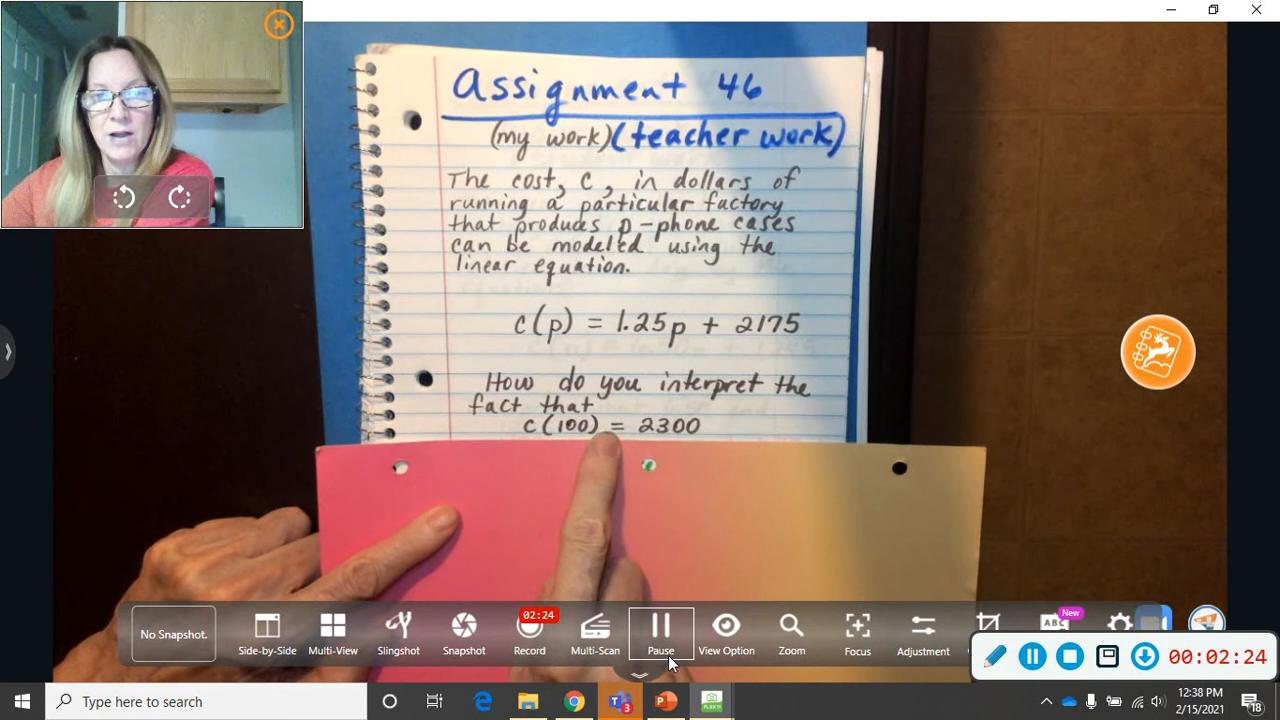 Assignment 46
(my work)(teacher work)
The cost, c, in dollars of
running a particular factory
that produces p-phone cases
can be modeled using the
linear equation.
c(p) = 1.25p + 2175
How do you interpret the
fact that
c(100) = 2300
No Snapshot.
Side-by-Side
Multi-View
Slingshot
Snapshot
02:24
Record
Multi-Scan
Pause
View Option
Zoom
Focus
Adjustment
New
ABC
00:02:24
Type here to search
3
12:38 PM
2/15/2021
18